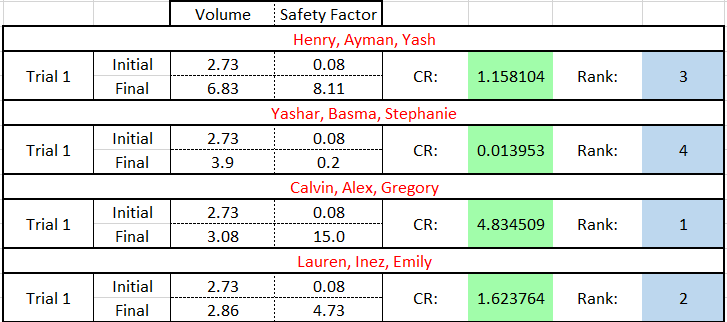 Volume Safety Factor
Henry, Ayman, Yash
Trial 1 Initial 2.73 0.08 CR: 1.158104 Rank: 3
Final 6.83 8.11
Yashar, Basma, Stephanie
Trial 1 Initial 2.73 0.08 CR: 0.013953 Rank: 4
Final 3.9 0.2
Calvin, Alex, Gregory
Trial 1 Initial 2.73 0.08 CR: 4.834509 Rank: 1
Final 3.08 15.0
Lauren, Inez, Emily
Trial 1 Initial 2.73 0.08 CR: 1.623764 Rank: 2
Final 2.86 4.73